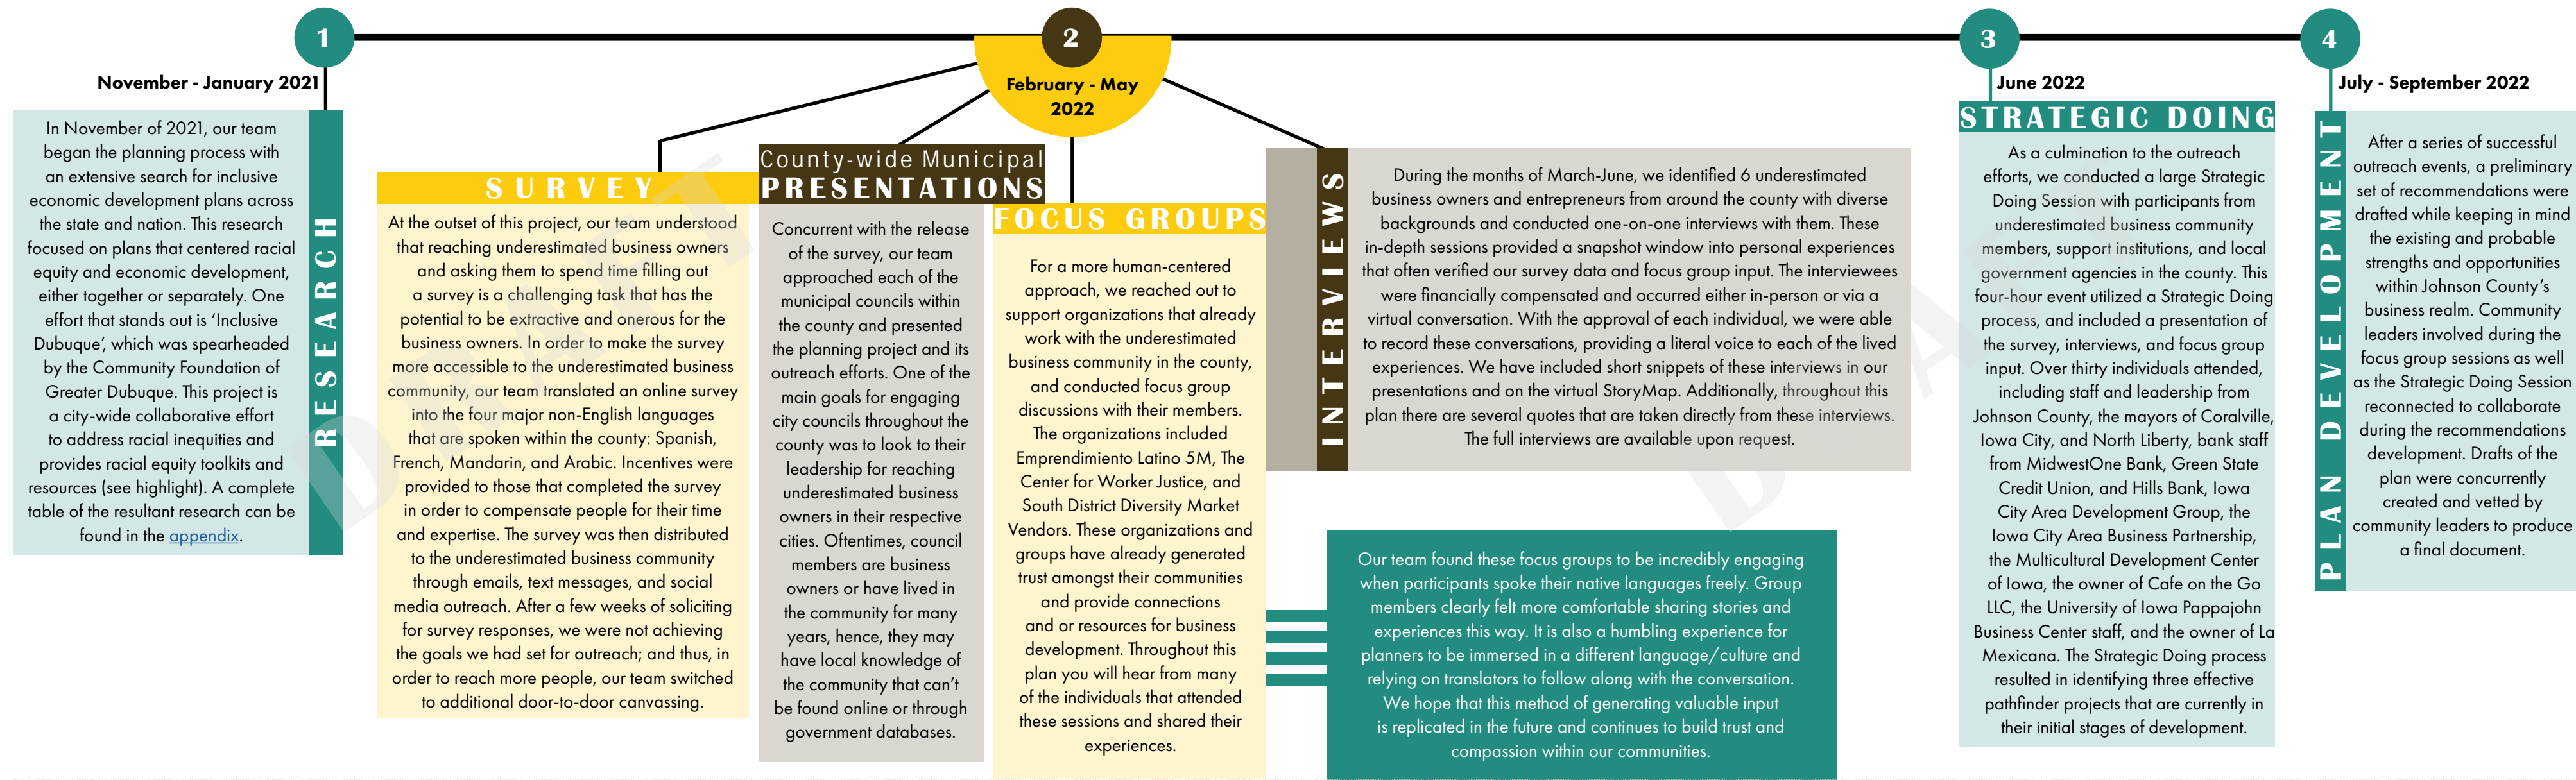 1
November - January 2021
RESEARCH
In November of 2021, our team
began the planning process with
an extensive search for inclusive
economic development plans across
the state and nation. This research
focused on plans that centered racial
equity and economic development,
either together or separately. One
effort that stands out is ‘Inclusive
Dubuque’, which was spearheaded
by the Community Foundation of
Greater Dubuque. This project is
a city-wide collaborative effort
to address racial inequities and
provides racial equity toolkits and
resources (see highlight). A complete
table of the resultant research can be
found in the appendix.
2
February - May
2022
SURVEY
At the outset of this project, our team understood
that reaching underestimated business owners
and asking them to spend time filling out
a survey is a challenging task that has the
potential to be extractive and onerous for the
business owners. In order to make the survey
more accessible to the underestimated business
community, our team translated an online survey
into the four major non-English languages
that are spoken within the county: Spanish,
French, Mandarin, and Arabic. Incentives were
provided to those that completed the survey
in order to compensate people for their time
and expertise. The survey was then distributed
to the underestimated business community
through emails, text messages, and social
media outreach. After a few weeks of soliciting
for survey responses, we were not achieving
the goals we had set for outreach; and thus, in
order to reach more people, our team switched
to additional door-to-door canvassing.
County-wide Municipal
PRESENTATIONS
Concurrent with the release
of the survey, our team
approached each of the
municipal councils within
the county and presented
the planning project and its
outreach efforts. One of the
main goals for engaging
city councils throughout the
county was to look to their
leadership for reaching
underestimated business
owners in their respective
cities. Oftentimes, council
members are business
owners or have lived in
the community for many
years, hence, they may
have local knowledge of
the community that can’t
be found online or through
government databases.
FOCUS GROUPS
For a more human-centered
approach, we reached out to
support organizations that already
work with the underestimated
business community in the county,
and conducted focus group
discussions with their members.
The organizations included
Emprendimiento Latino 5M, The
Center for Worker Justice, and
South District Diversity Market
Vendors. These organizations and
groups have already generated
trust amongst their communities
and provide connections
and or resources for business
development. Throughout this
plan you will hear from many
of the individuals that attended
these sessions and shared their
experiences.
INTERVIEWS
During the months of March-June, we identified 6 underestimated
business owners and entrepreneurs from around the county with diverse
backgrounds and conducted one-on-one interviews with them. These
in-depth sessions provided a snapshot window into personal experiences
that often verified our survey data and focus group input. The interviewees
were financially compensated and occurred either in-person or via a
virtual conversation. With the approval of each individual, we were able
to record these conversations, providing a literal voice to each of the lived
experiences. We have included short snippets of these interviews in our
presentations and on the virtual StoryMap. Additionally, throughout this
plan there are several quotes that are taken directly from these interviews.
The full interviews are available upon request.
Our team found these focus groups to be incredibly engaging
when participants spoke their native languages freely. Group
members clearly felt more comfortable sharing stories and
experiences this way. It is also a humbling experience for
planners to be immersed in a different language/culture and
relying on translators to follow along with the conversation.
We hope that this method of generating valuable input
is replicated in the future and continues to build trust and
compassion within our communities.
3
June 2022
STRATEGIC DOING
As a culmination to the outreach
efforts, we conducted a large Strategic
Doing Session with participants from
underestimated business community
members, support institutions, and local
government agencies in the county. This
four-hour event utilized a Strategic Doing
process, and included a presentation of
the survey, interviews, and focus group
input. Over thirty individuals attended,
including staff and leadership from
Johnson County, the mayors of Coralville,
Iowa City, and North Liberty, bank staff
from MidwestOne Bank, Green State
Credit Union, and Hills Bank, Iowa
City Area Development Group, the
Iowa City Area Business Partnership,
the Multicultural Development Center
of Iowa, the owner of Cafe on the Go
LLC, the University of Iowa Pappajohn
Business Center staff, and the owner of La
Mexicana. The Strategic Doing process
resulted in identifying three effective
pathfinder projects that are currently in
their initial stages of development.
4
July - September 2022
PLAN DEVELOPMENT
After a series of successful
outreach events, a preliminary
set of recommendations were
drafted while keeping in mind
the existing and probable
strengths and opportunities
within Johnson County’s
business realm. Community
leaders involved during the
focus group sessions as well
as the Strategic Doing Session
reconnected to collaborate
during the recommendations
development. Drafts of the
plan were concurrently
created and vetted by
community leaders to produce
a final document.
DRAFT